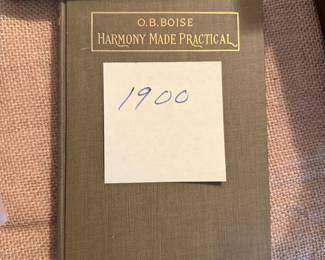 O. B. BOISE
HARMONY MADE PRACTICAL
1900